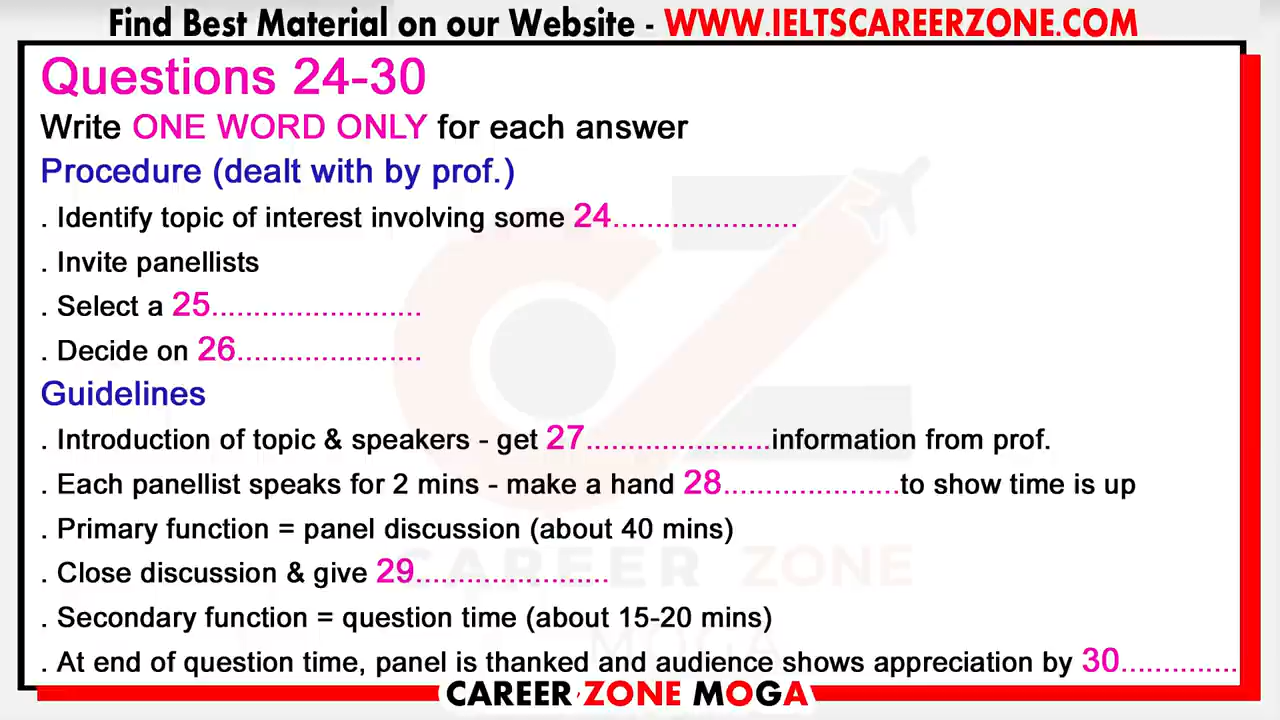 Find Best Material on our Website - WWW.IELTSCAREERZONE.COM
Questions 24-30
Write ONE WORD ONLY for each answer
Procedure (dealt with by prof.)
. Identify topic of interest involving some 24......................
. Invite panellists
. Select a 25.........................
. Decide on 26......................
Guidelines
. Introduction of topic & speakers - get 27......................information from prof.
. Each panellist speaks for 2 mins - make a hand 28.....................to show time is up
. Primary function = panel discussion (about 40 mins)
CAREER ZONE
. Close discussion & give 29.......................
. Secondary function = question time (about 15-20 mins)
MOGA
. At end of question time, panel is thanked and audience shows appreciation by 30..............
CAREER ZONE MOGA